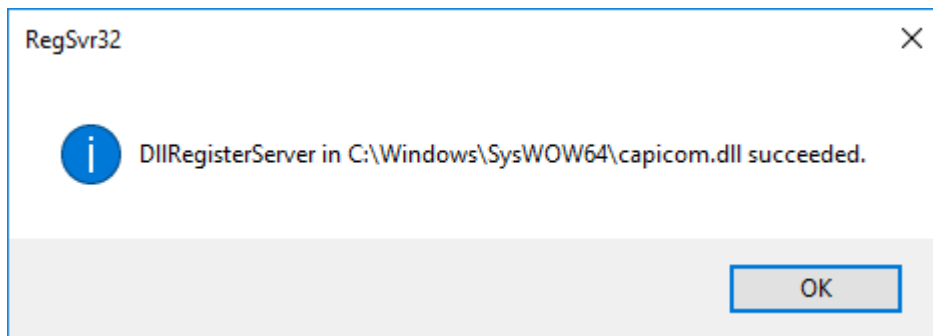 RegSvr32
DllRegisterServer in C:\Windows\SysWOW64\capicom.dll succeeded.
OK